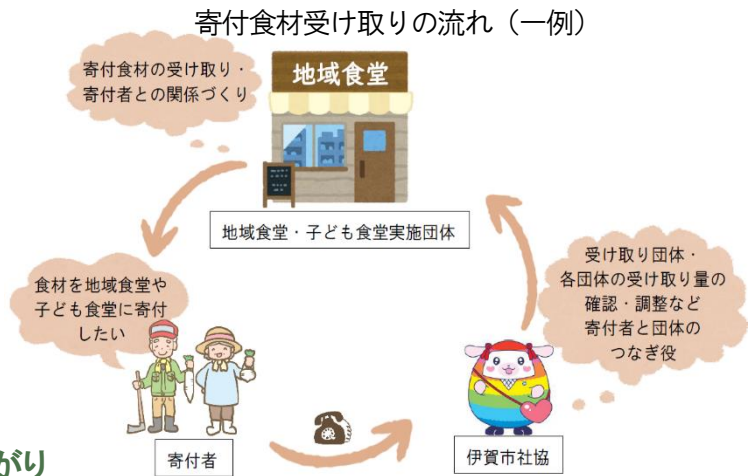 寄付食材受け取りの流れ（一例）
寄付食材の受け取り・
寄付者との関係づくり
地域食堂
地域食堂・子ども食堂実施団体
食材を地域食堂や
子ども食堂に寄付
したい
受け取り団体・
各団体の受け取り量の
確認・調整など
寄付者と団体の
つなぎ役
寄付者
伊賀市社協
がり